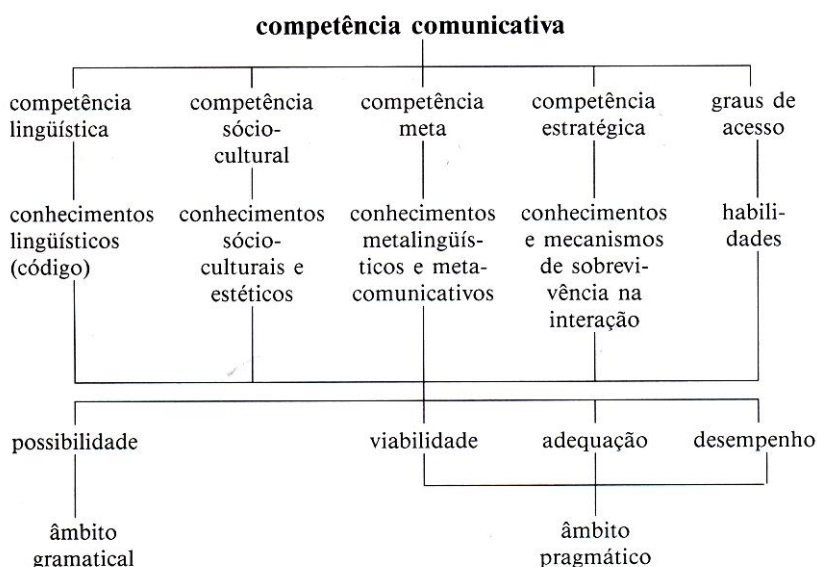 competência comunicativa
competência
lingüística
competência
sócio-
cultural
competência
meta
competência
estratégica
graus de
acesso
conhecimentos
lingüísticos
(código)
conhecimentos
sócio-
culturais e
estéticos
conhecimentos
metalingüís-
ticos e meta-
comunicativos
conhecimentos
e mecanismos
de sobrevi-
vência na
interação
habili-
dades
possibilidade
viabilidade
adequação
desempenho
âmbito
gramatical
âmbito
pragmático